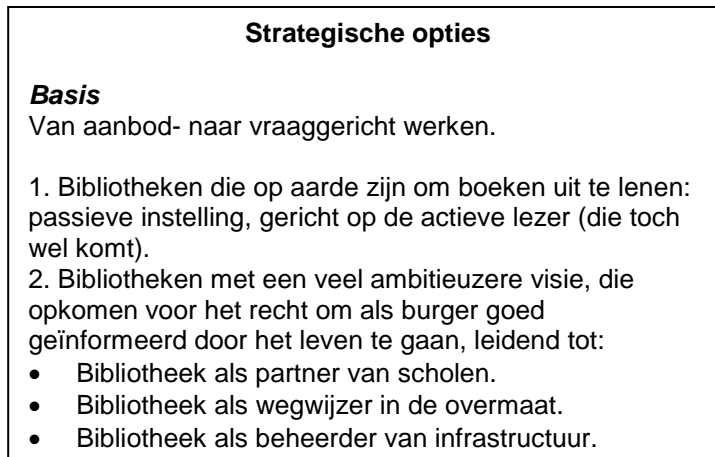 Strategische opties
Basis
Van aanbod- naar vraaggericht werken.
1. Bibliotheken die op aarde zijn om boeken uit te lenen:
passieve instelling, gericht op de actieve lezer (die toch
wel komt).
2. Bibliotheken met een veel ambitieuzere visie, die
opkomen voor het recht om als burger goed
geïnformeerd door het leven te gaan, leidend tot:
• Bibliotheek als partner van scholen.
• Bibliotheek als wegwijzer in de overmaat.
• Bibliotheek als beheerder van infrastructuur.